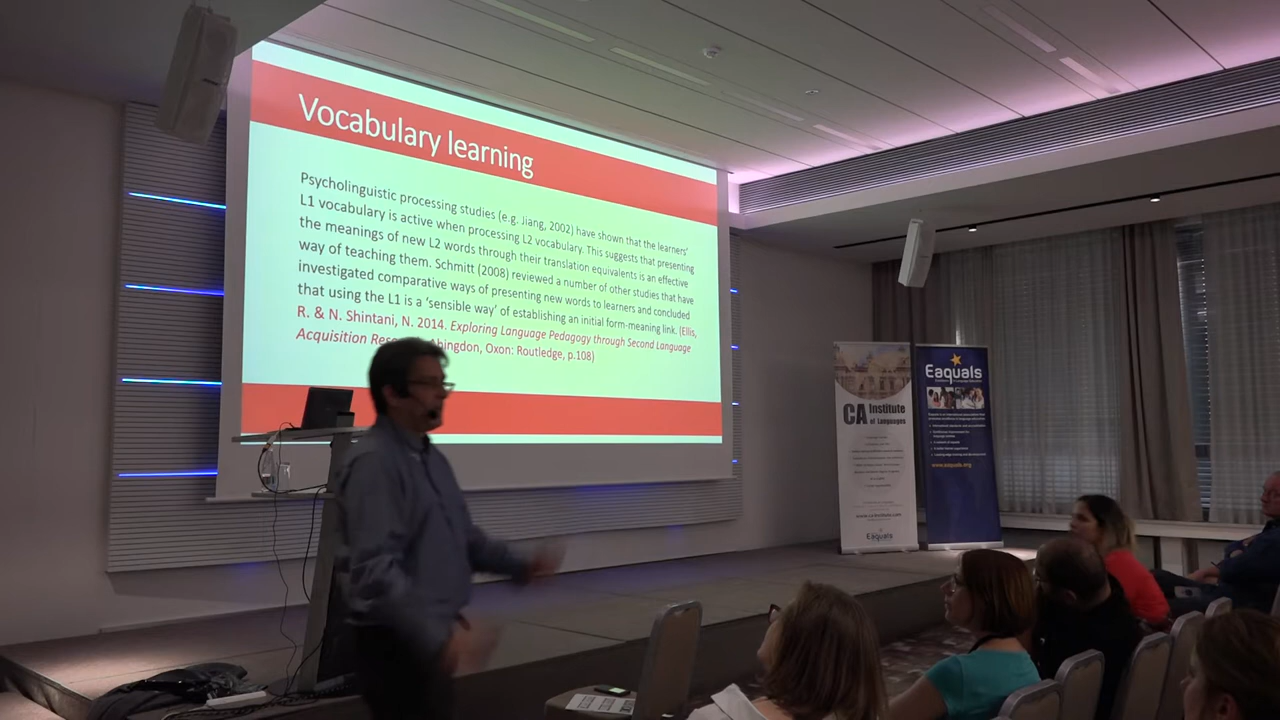 Vocabulary learning
Psycholinguistic processing studies (e.g. Jiang, 2002) have shown that the learners'
L1 vocabulary is active when processing L2 vocabulary. This suggests that presenting
the meanings of new L2 words through their translation equivalents is an effective
way of teaching them. Schmitt (2008) reviewed a number of other studies that have
investigated comparative ways of presenting new words to learners and concluded
that using the L1 is a 'sensible way' of establishing an initial form-meaning link. (Ellis,
R. & N. Shintani, N. 2014. Exploring Language Pedagogy through Second Language
Acquisition Abingdon, Oxon: Routledge, p.108)
CA Institute
of Languages
Eaquals
Eaquals
www.eaquals.org